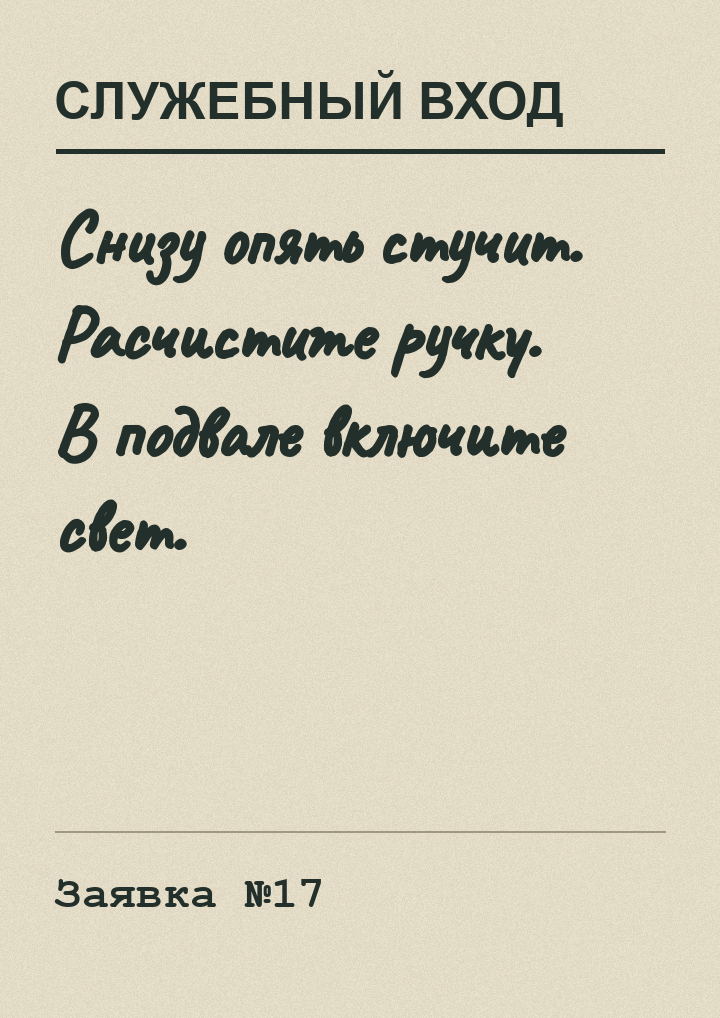 СЛУЖЕБНЫЙ ВХОД
Снизу опять стучит.
Расчистите ручку.
В подвале включите
свет.
Заявка №17